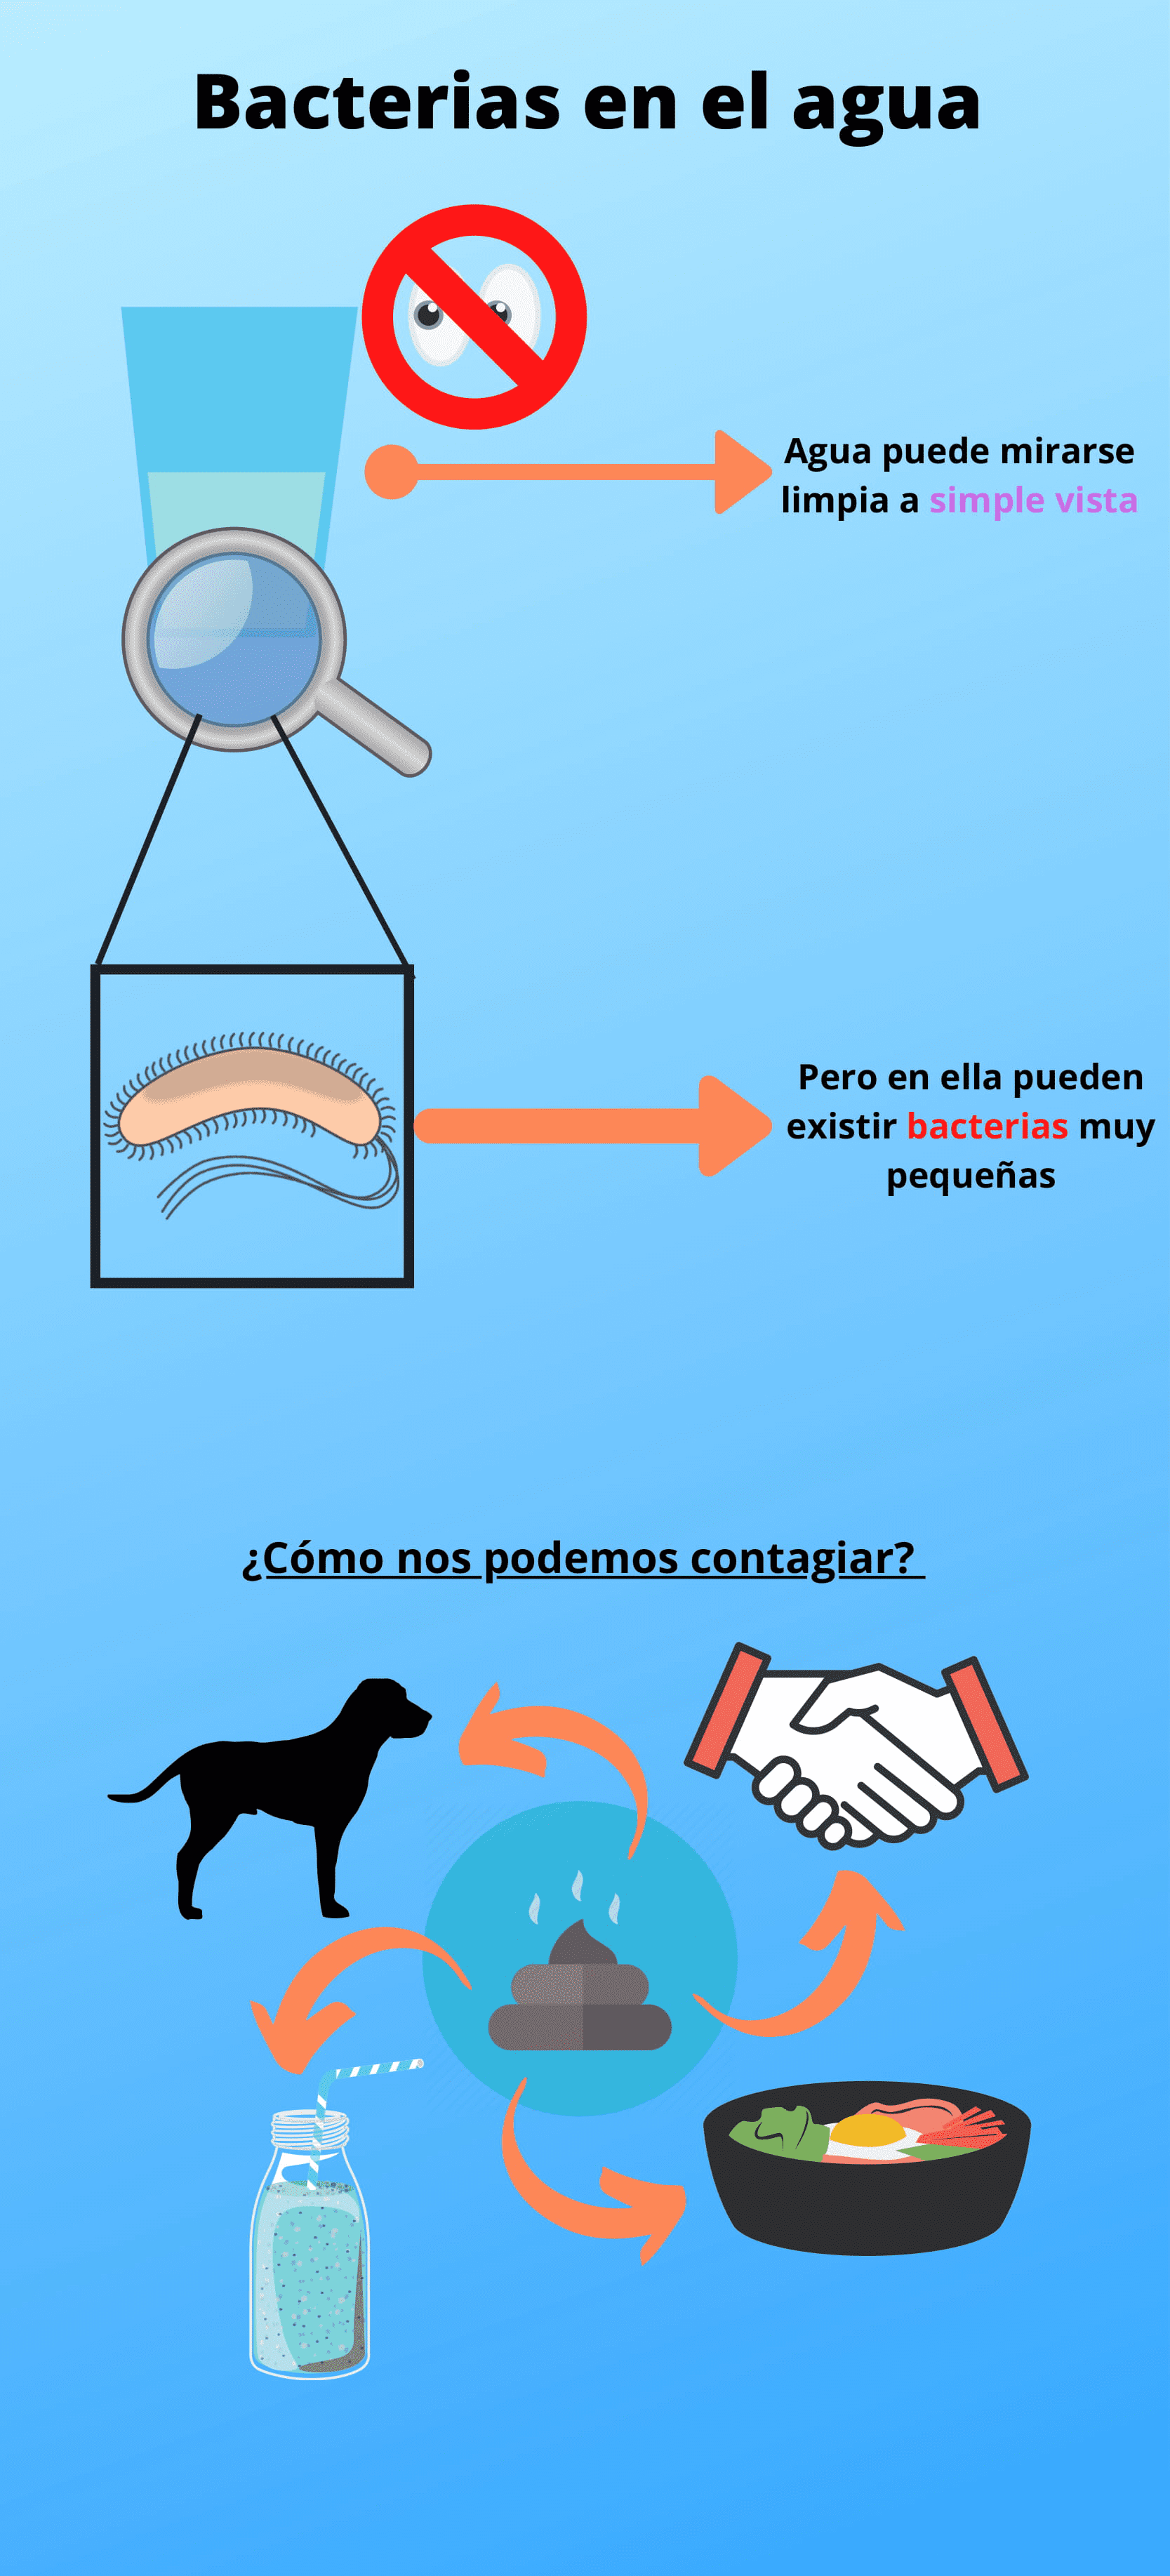 Bacterias en el agua
Agua puede mirarse
limpia a simple vista
Pero en ella pueden
existir bacterias muy
pequeñas
¿Cómo nos podemos contagiar?